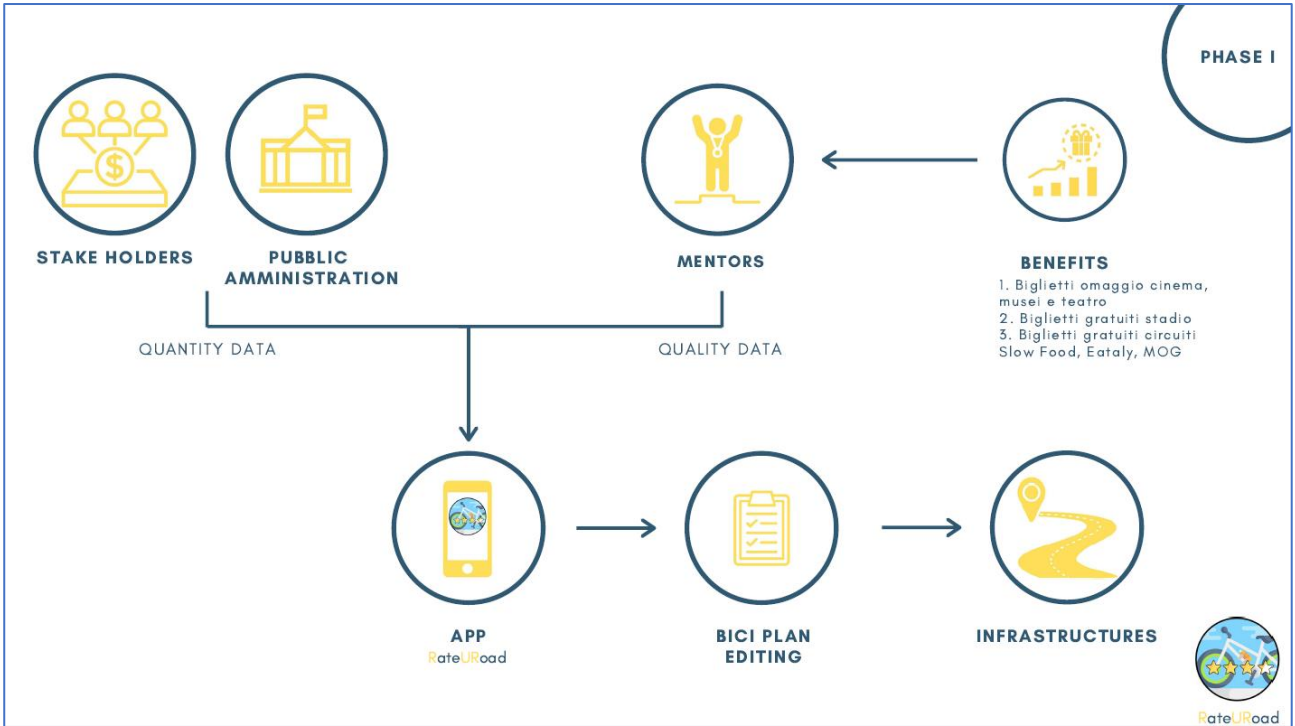 PHASE I
STAKE HOLDERS
PUBBLIC
AMMINISTRATION
MENTORS
BENEFITS
1. Biglietti omaggio cinema,
musei e teatro
2. Biglietti gratuiti stadio
3. Biglietti gratuiti circuiti
Slow Food, Eataly, MOG
QUANTITY DATA
QUALITY DATA
APP
RateURoad
BICI PLAN
EDITING
INFRASTRUCTURES
RateURoad